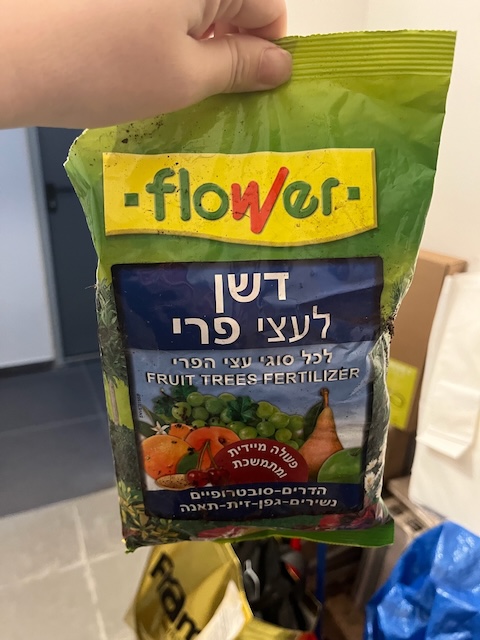 flower
דשן
לעצי פרי
לכל סוגי עצי הפרי
FRUIT TREES FERTILIZER
פעולה מיידית
ומתמשכת
הדרים-סובטרופיים
נשירים-גפן-זית-תאנה